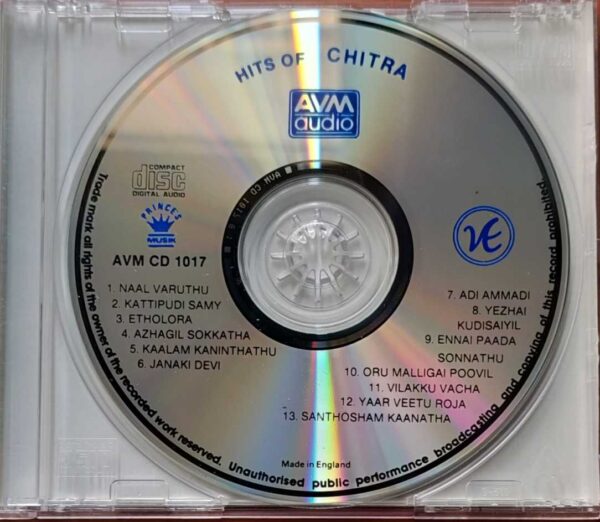 HITS OF CHITRA
AVM
audio
COMPACT
disc
DIGITAL AUDIO
PRINCES
MUSIK
AVM CD 1017
VE
1. NAAL VARUTHU
2. KATTIPUDI SAMY
3. ETHOLORA
4. AZHAGIL SOKKATHA
5. KAALAM KANINTHATHU
6. JANAKI DEVI
7. ADI AMMADI
8. YEZHAI
KUDISAIYIL
9. ENNAI PAADA
SONNATHU
10. ORU MALLIGAI POOVIL
11. VILAKKU VACHA
12. YAAR VEETU ROJA
13. SANTHOSHAM KAANATHA
Made in England
Trade mark all rights of the owner of the recorded work reserved. Unauthorised public performance broadcasting and copying of this record prohibited.
AVM CD 1017